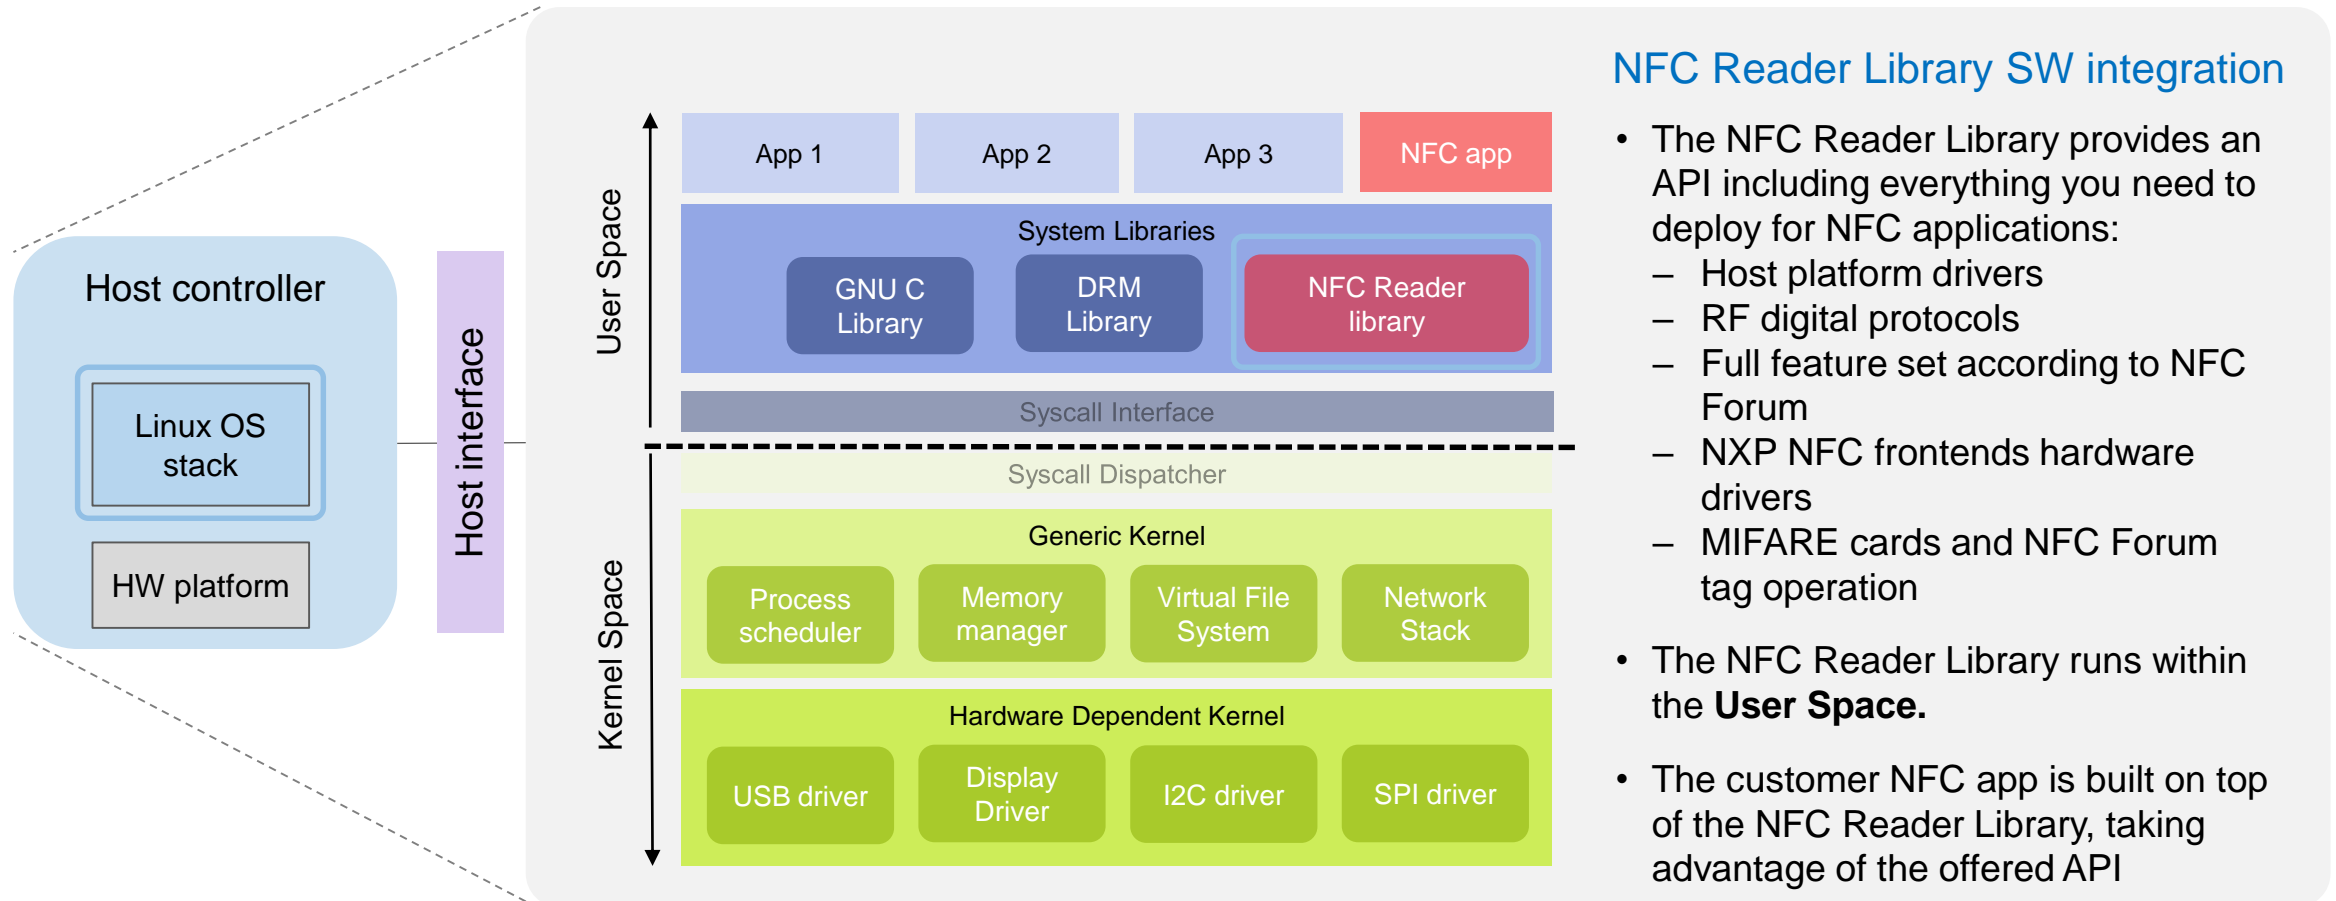 Host controller
Linux OS
stack
HW platform
Host interface
User Space
Kernel Space
App 1
App 2
App 3
NFC app
System Libraries
GNU C
Library
DRM
Library
NFC Reader
library
Syscall Interface
Syscall Dispatcher
Generic Kernel
Process
scheduler
Memory
manager
Virtual File
System
Network
Stack
Hardware Dependent Kernel
USB driver
Display
Driver
I2C driver
SPI driver
NFC Reader Library SW integration
• The NFC Reader Library provides an
API including everything you need to
deploy for NFC applications:
– Host platform drivers
– RF digital protocols
– Full feature set according to NFC
Forum
– NXP NFC frontends hardware
drivers
– MIFARE cards and NFC Forum
tag operation
• The NFC Reader Library runs within
the User Space.
• The customer NFC app is built on top
of the NFC Reader Library, taking
advantage of the offered API